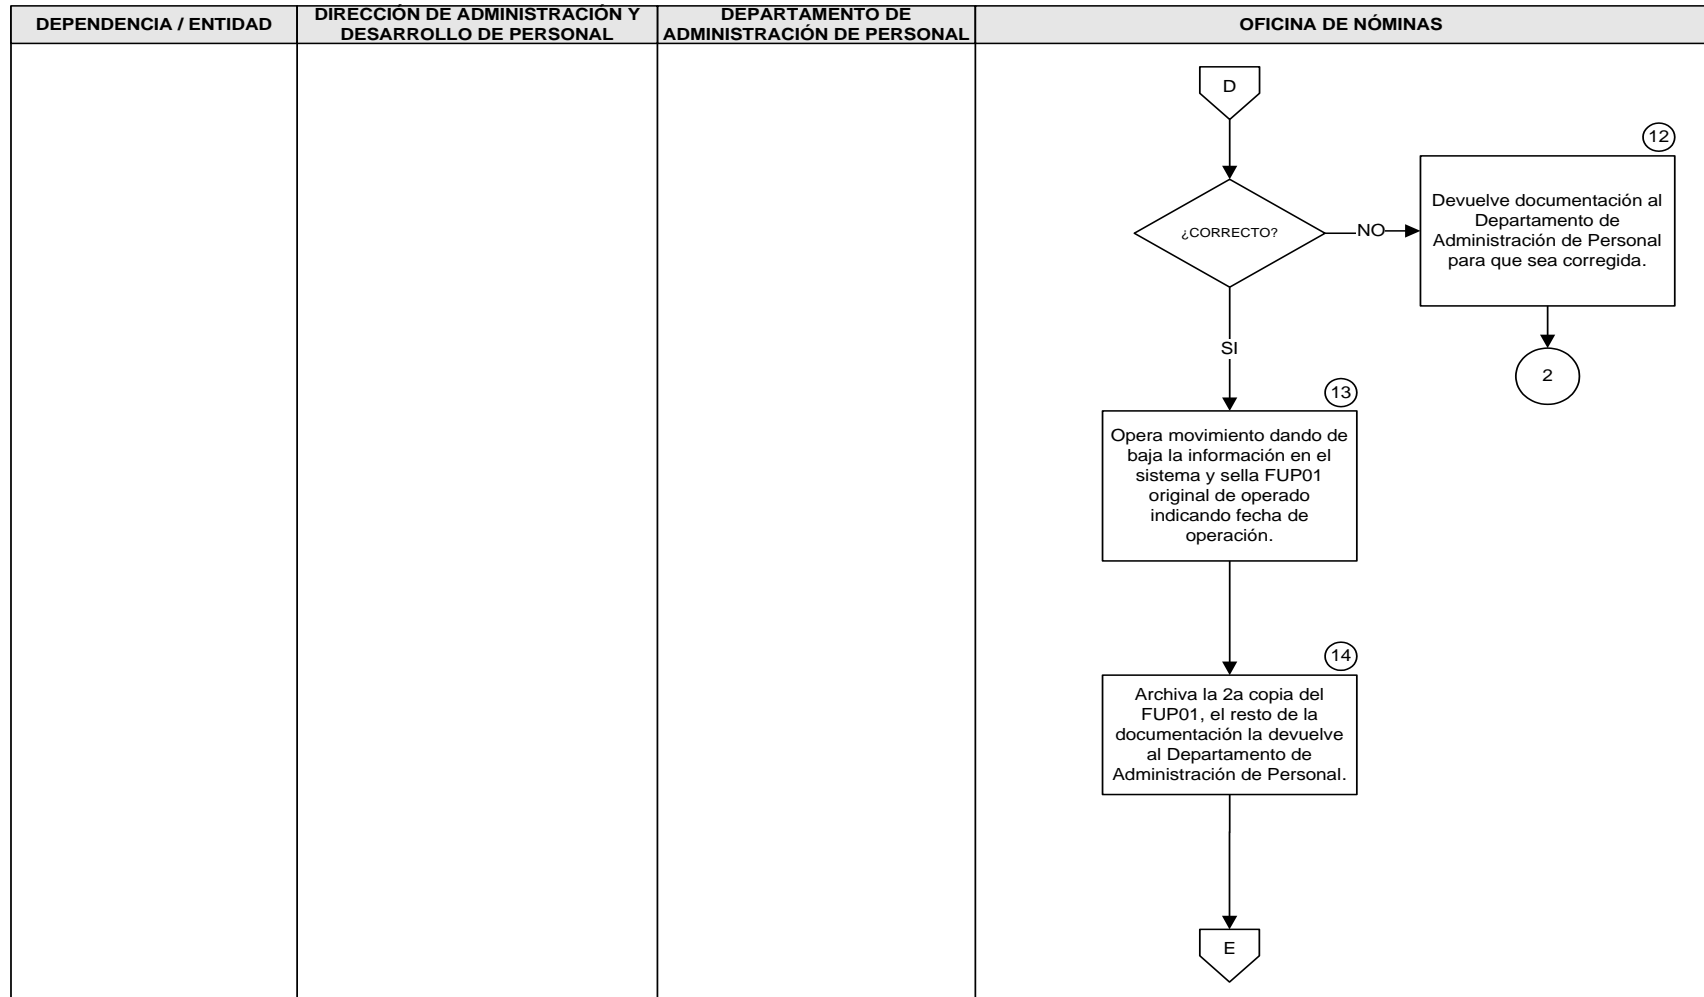 DEPENDENCIA / ENTIDAD
DIRECCIÓN DE ADMINISTRACIÓN Y
DESARROLLO DE PERSONAL
DEPARTAMENTO DE
ADMINISTRACIÓN DE PERSONAL
OFICINA DE NÓMINAS
D
¿CORRECTO?
NO
12
Devuelve documentación al
Departamento de
Administración de Personal
para que sea corregida.
2
SI
13
Opera movimiento dando de
baja la información en el
sistema y sella FUP01
original de operado
indicando fecha de
operación.
14
Archiva la 2a copia del
FUP01, el resto de la
documentación la devuelve
al Departamento de
Administración de Personal.
E